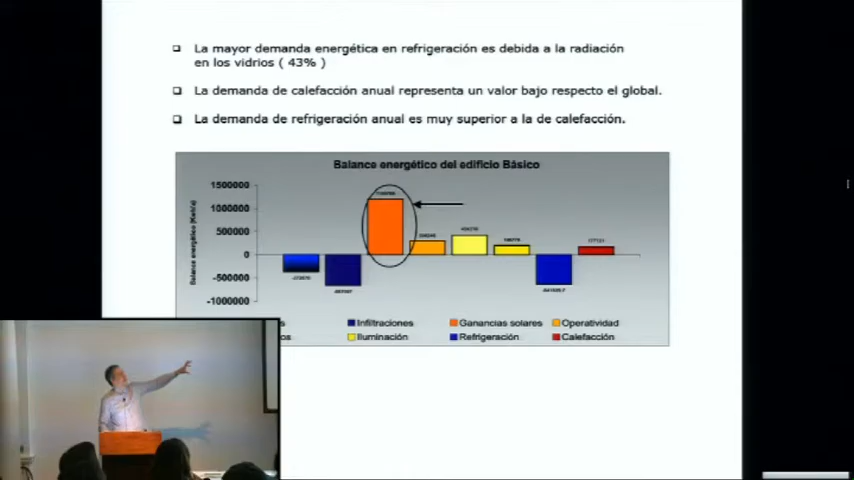 La mayor demanda energética en refrigeración es debida a la radiación
en los vidrios ( 43% )
La demanda de calefacción anual representa un valor bajo respecto el global.
La demanda de refrigeración anual es muy superior a la de calefacción.
Balance energético del edificio Básico
Balance energético (Kwh/a)
1500000
1000000
500000
0
-500000
-1000000
Infiltraciones
Ganancias solares
Operatividad
Iluminación
Refrigeración
Calefacción